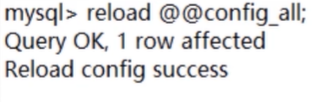 mysql> reload @@config_all;
Query OK, 1 row affected
Reload config success